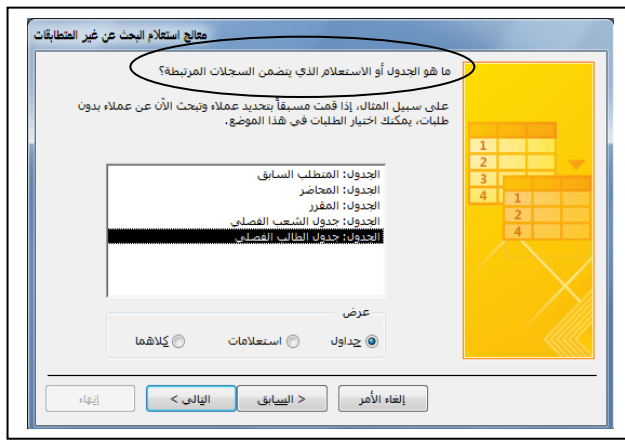 معالج استعلام البحث عن غير المتطابقات
ما هو الجدول أو الاستعلام الذي يتضمن السجلات المرتبطة؟
على سبيل المثال، إذا قمت مسبقاً بتحديد عملاء وتبحث الآن عن عملاء بدون
طلبات، يمكنك اختيار الطلبات في هذا الموضع.
1
2
3
4
1
2
4
الجدول: المتطلب السابق
الجدول: المحاضر
الجدول: المقرر
الجدول: جدول الشعب الفصلي
الجدول: جدول الطالب الفصلي
عرض
جداول استعلامات كلاهما
إلغاء الأمر < السابق التالي > إنهاء